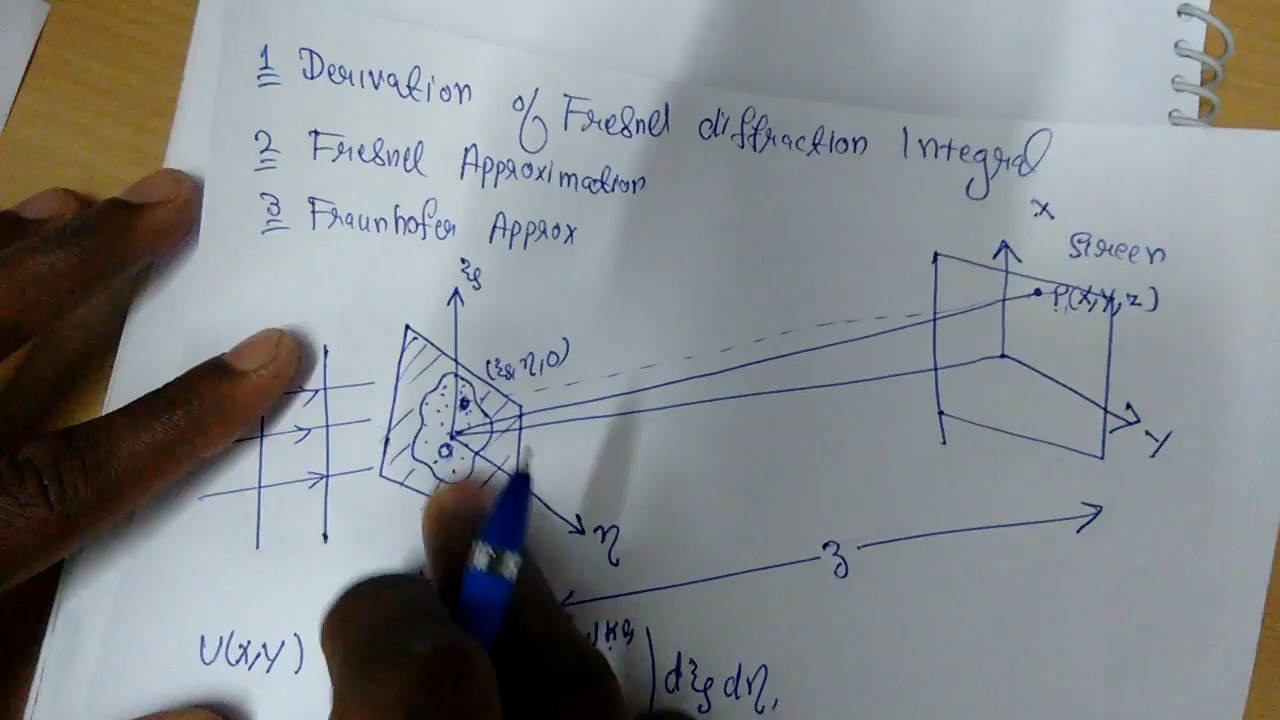 1 Derivation of Fresnel diffraction Integral
2 Fresnel Approximation
3 Fraunhofer Approx
x
Screen
P(x,y,z)
ξ
(ξ,η,0)
y
η
z
U(x,y)
dξ dη,